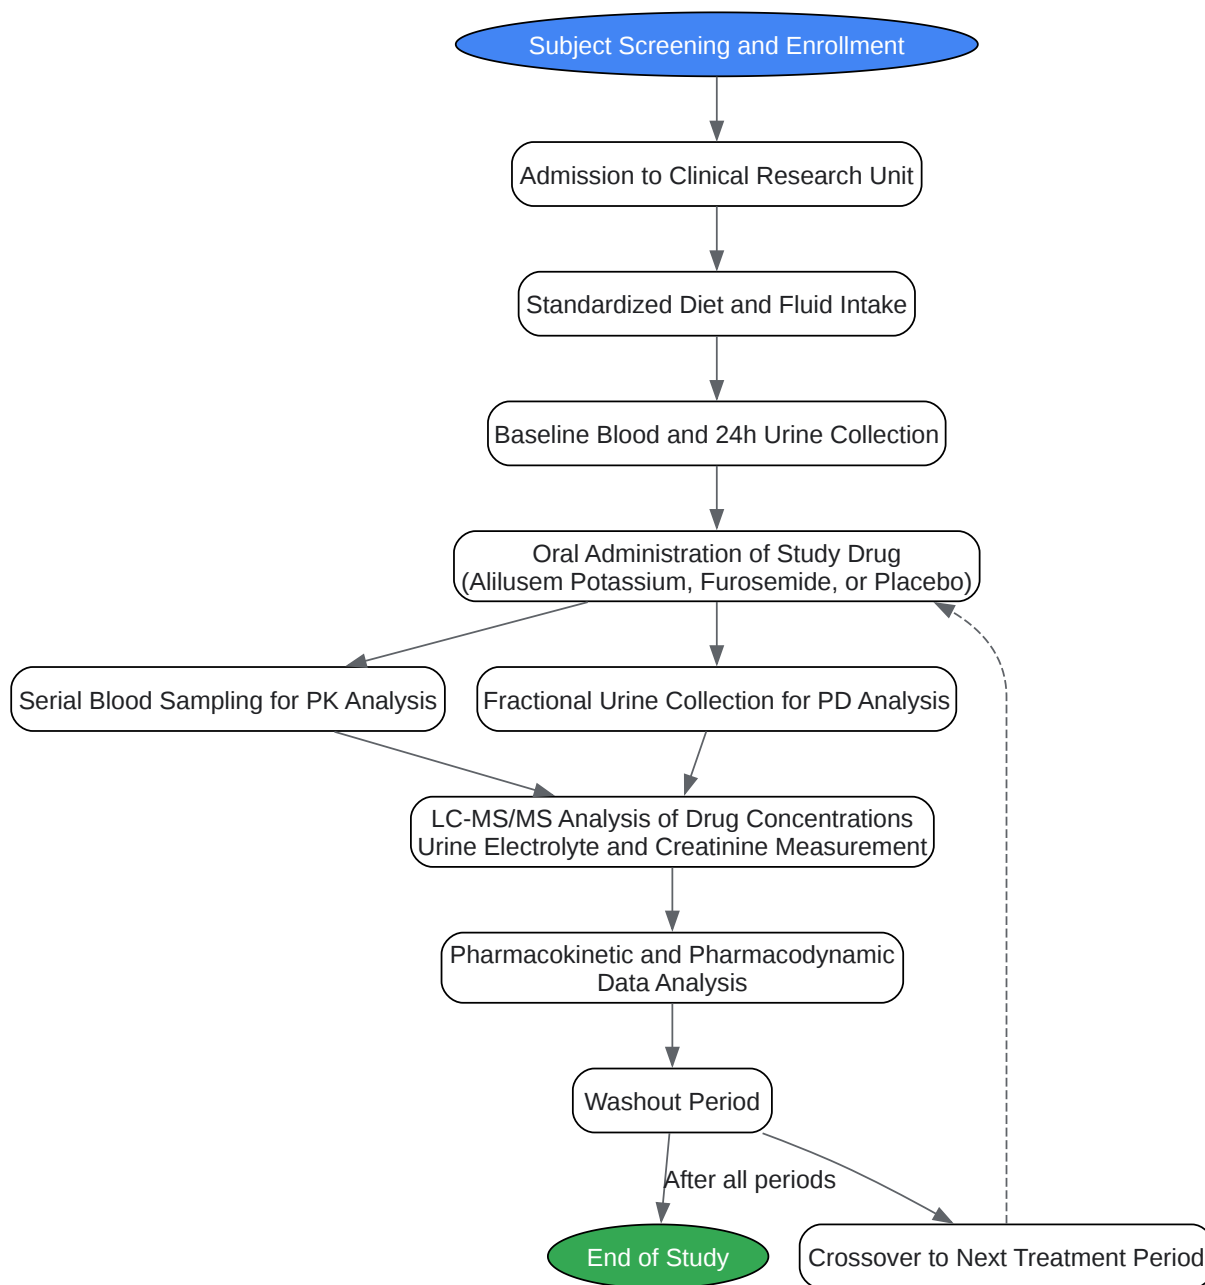 Subject Screening and Enrollment
Admission to Clinical Research Unit
Standardized Diet and Fluid Intake
Baseline Blood and 24h Urine Collection
Oral Administration of Study Drug
(Alilusem Potassium, Furosemide, or Placebo)
Serial Blood Sampling for PK Analysis
Fractional Urine Collection for PD Analysis
LC-MS/MS Analysis of Drug Concentrations
Urine Electrolyte and Creatinine Measurement
Pharmacokinetic and Pharmacodynamic
Data Analysis
Washout Period
After all periods
End of Study
Crossover to Next Treatment Period